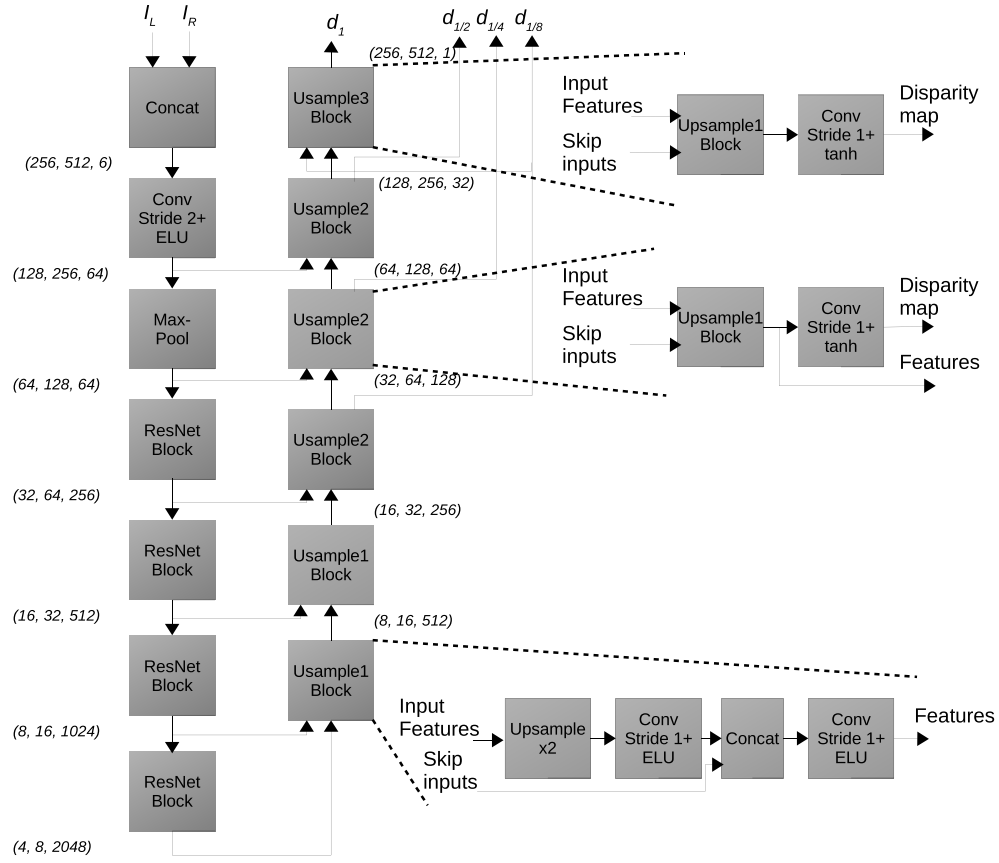 I_L I_R
d_1
d_1/2 d_1/4 d_1/8
Concat
(256, 512, 6)
Conv
Stride 2+
ELU
(128, 256, 64)
Max-
Pool
(64, 128, 64)
ResNet
Block
(32, 64, 256)
ResNet
Block
(16, 32, 512)
ResNet
Block
(8, 16, 1024)
ResNet
Block
(4, 8, 2048)
(256, 512, 1)
Usample3
Block
(128, 256, 32)
Usample2
Block
(64, 128, 64)
Usample2
Block
(32, 64, 128)
Usample2
Block
(16, 32, 256)
Usample1
Block
(8, 16, 512)
Usample1
Block
Input
Features
Skip
inputs
Upsample1
Block
Conv
Stride 1+
tanh
Disparity
map
Input
Features
Skip
inputs
Upsample1
Block
Conv
Stride 1+
tanh
Disparity
map
Features
Input
Features
Skip
inputs
Upsample
x2
Conv
Stride 1+
ELU
Concat
Conv
Stride 1+
ELU
Features